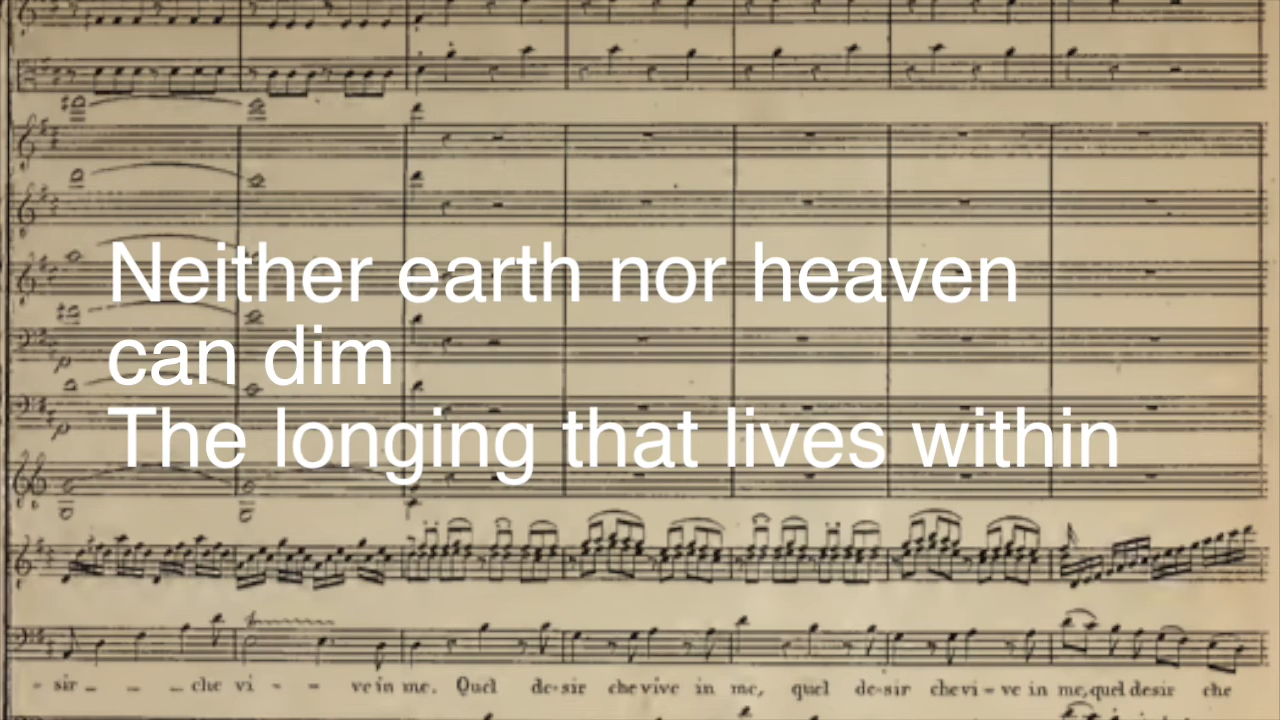 Neither earth nor heaven
can dim
The longing that lives within
p
p
- sir - - - che vi - - ve in me. Quel de-sir che vive in me, quel de-sir che vi - ve in me, quel desir che